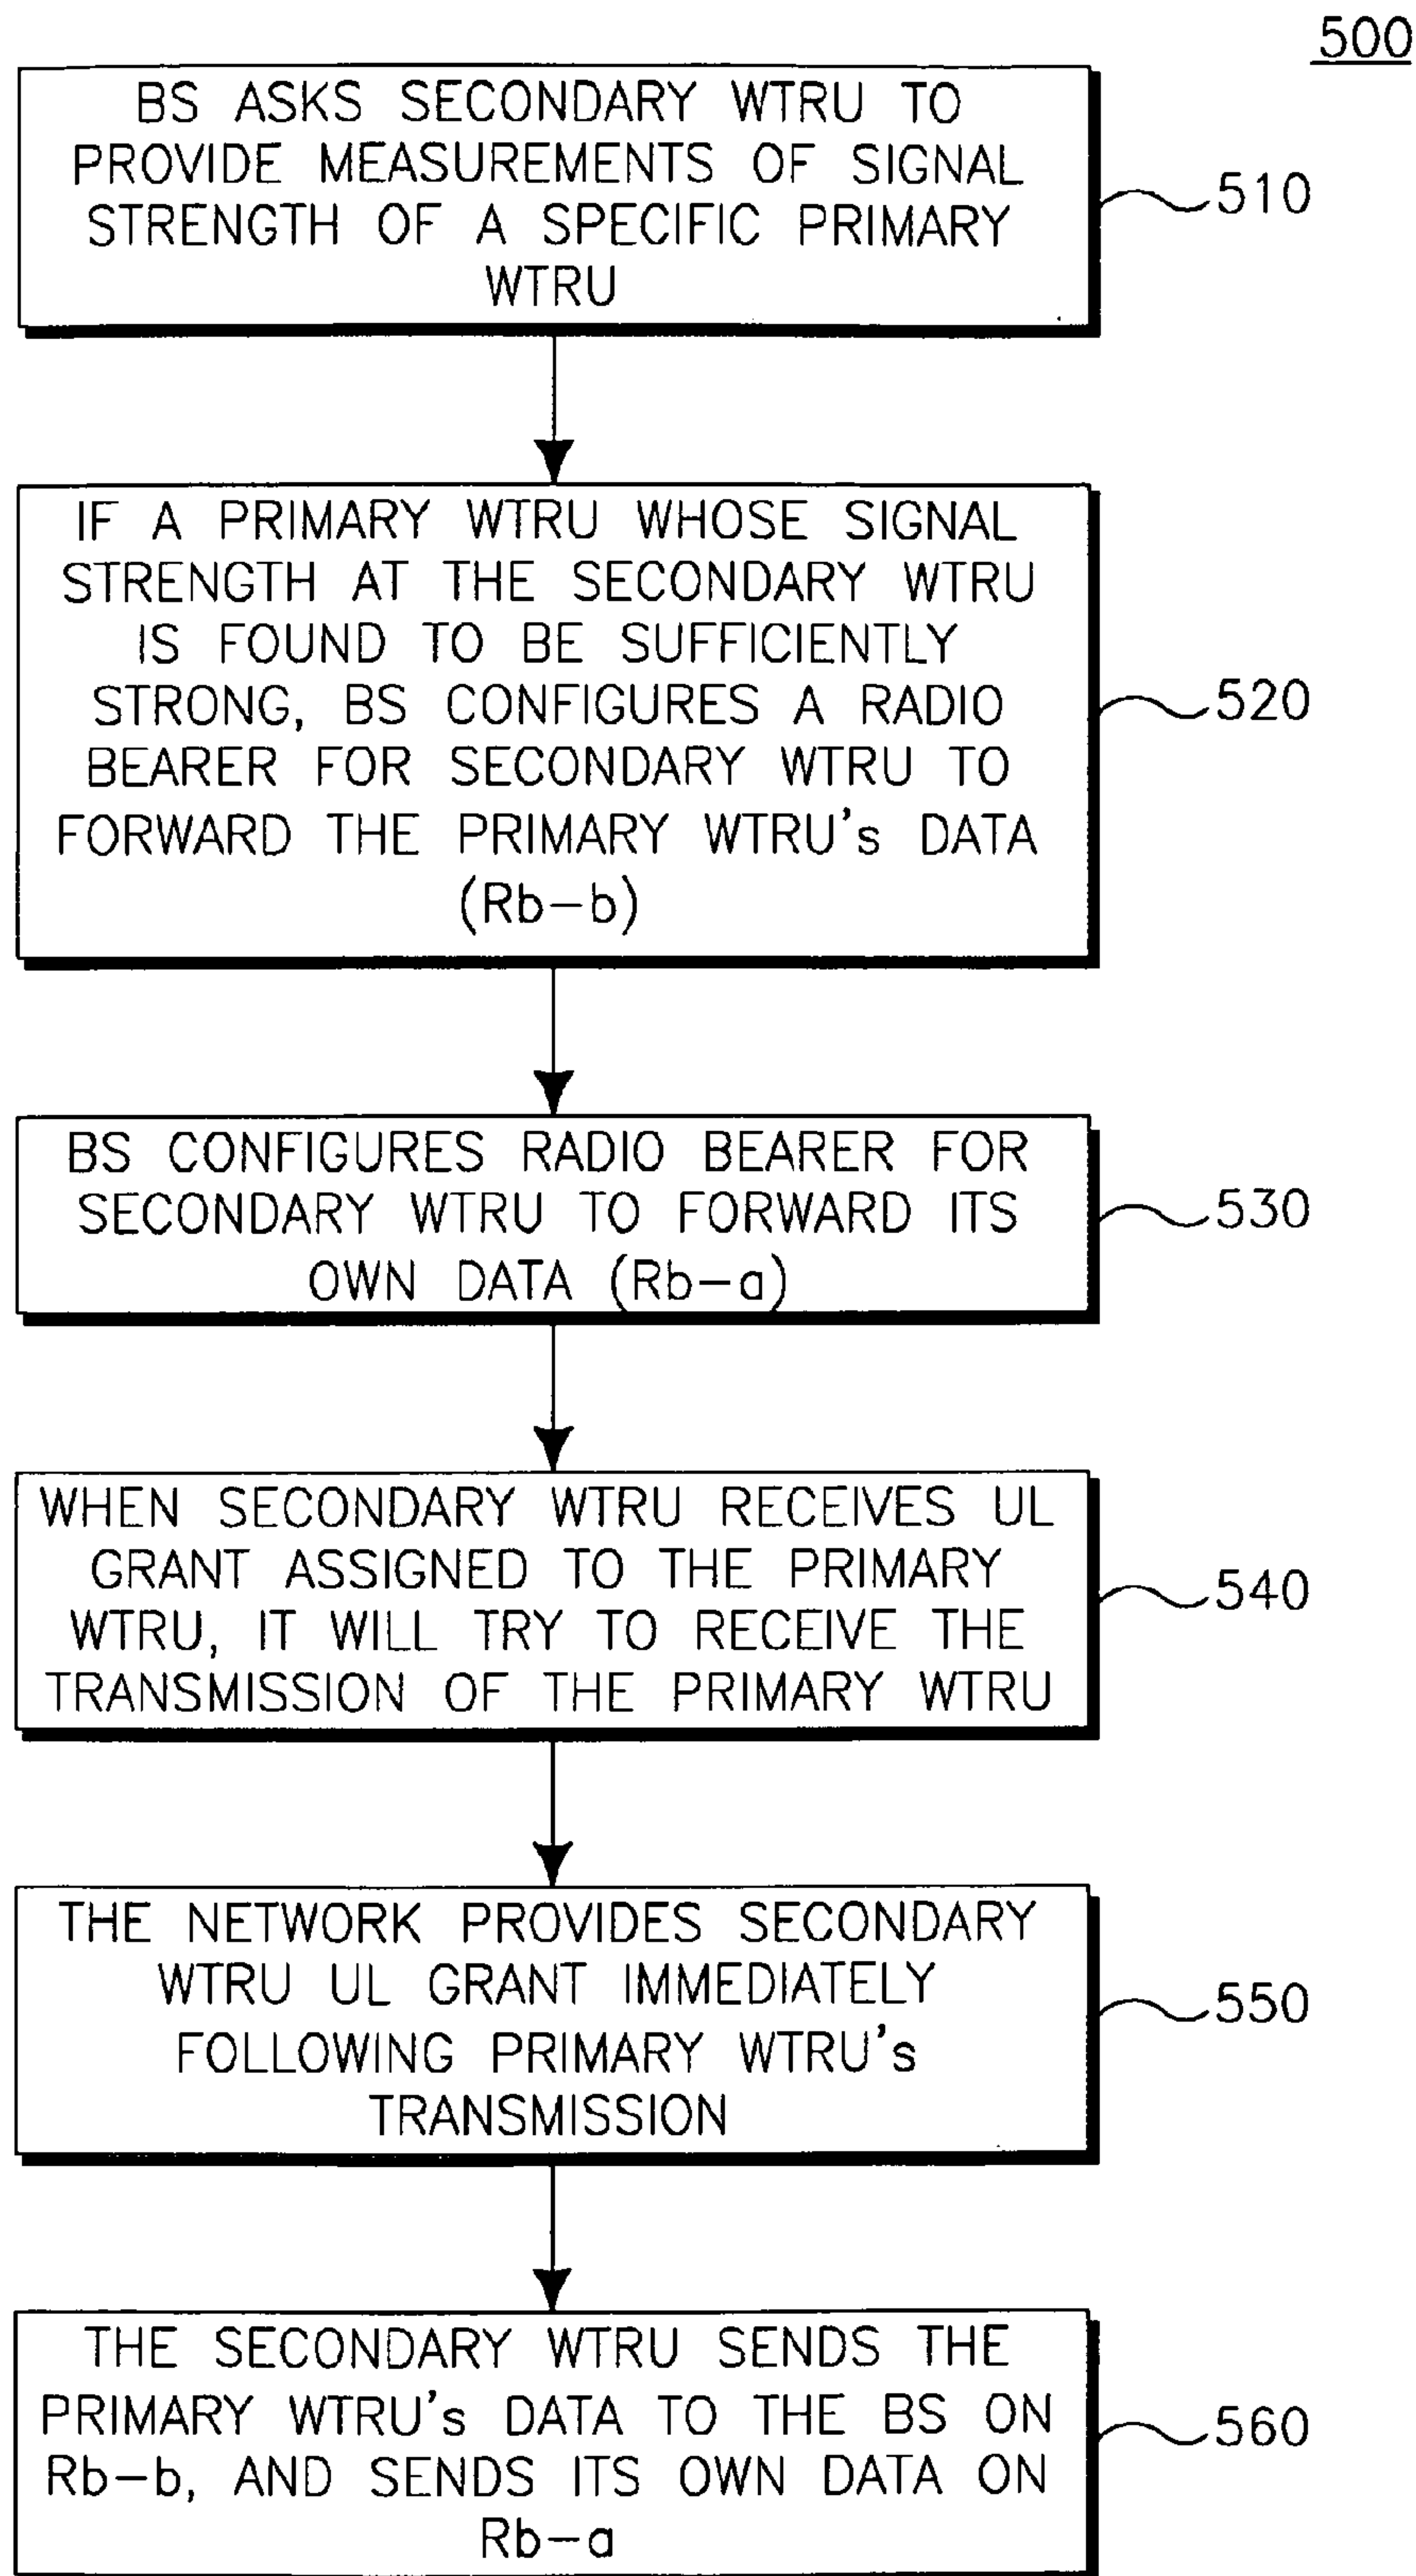 500
BS ASKS SECONDARY WTRU TO
PROVIDE MEASUREMENTS OF SIGNAL
STRENGTH OF A SPECIFIC PRIMARY
WTRU
510
IF A PRIMARY WTRU WHOSE SIGNAL
STRENGTH AT THE SECONDARY WTRU
IS FOUND TO BE SUFFICIENTLY
STRONG, BS CONFIGURES A RADIO
BEARER FOR SECONDARY WTRU TO
FORWARD THE PRIMARY WTRU's DATA
(Rb-b)
520
BS CONFIGURES RADIO BEARER FOR
SECONDARY WTRU TO FORWARD ITS
OWN DATA (Rb-a)
530
WHEN SECONDARY WTRU RECEIVES UL
GRANT ASSIGNED TO THE PRIMARY
WTRU, IT WILL TRY TO RECEIVE THE
TRANSMISSION OF THE PRIMARY WTRU
540
THE NETWORK PROVIDES SECONDARY
WTRU UL GRANT IMMEDIATELY
FOLLOWING PRIMARY WTRU's
TRANSMISSION
550
THE SECONDARY WTRU SENDS THE
PRIMARY WTRU's DATA TO THE BS ON
Rb-b, AND SENDS ITS OWN DATA ON
Rb-a
560